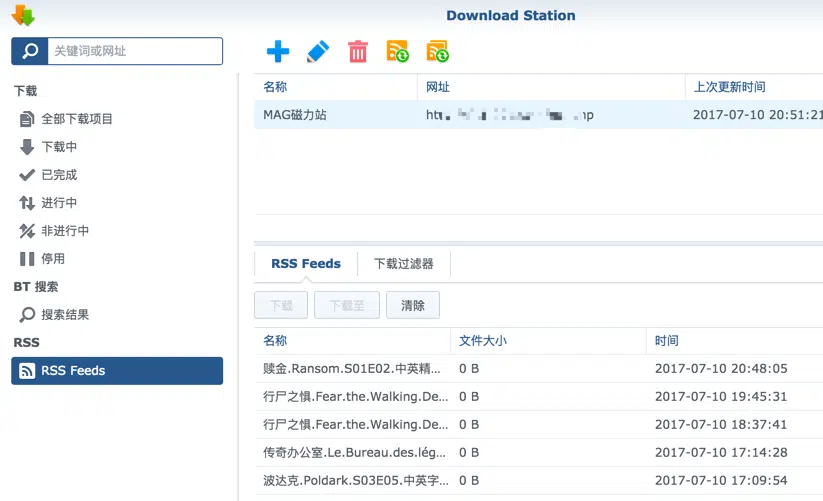 Download Station
关键词或网址
下载
全部下载项目
下载中
已完成
进行中
非进行中
停用
BT 搜索
搜索结果
RSS
RSS Feeds
名称 网址 上次更新时间
MAG磁力站 2017-07-10 20:51:21
RSS Feeds 下载过滤器
下载 下载至 清除
名称 文件大小 时间
赎金.Ransom.S01E02.中英精... 0 B 2017-07-10 20:48:05
行尸之惧.Fear.the.Walking.De... 0 B 2017-07-10 19:45:31
行尸之惧.Fear.the.Walking.De... 0 B 2017-07-10 18:37:41
传奇办公室.Le.Bureau.des.lég... 0 B 2017-07-10 17:14:28
波达克.Poldark.S03E05.中英字... 0 B 2017-07-10 17:09:54